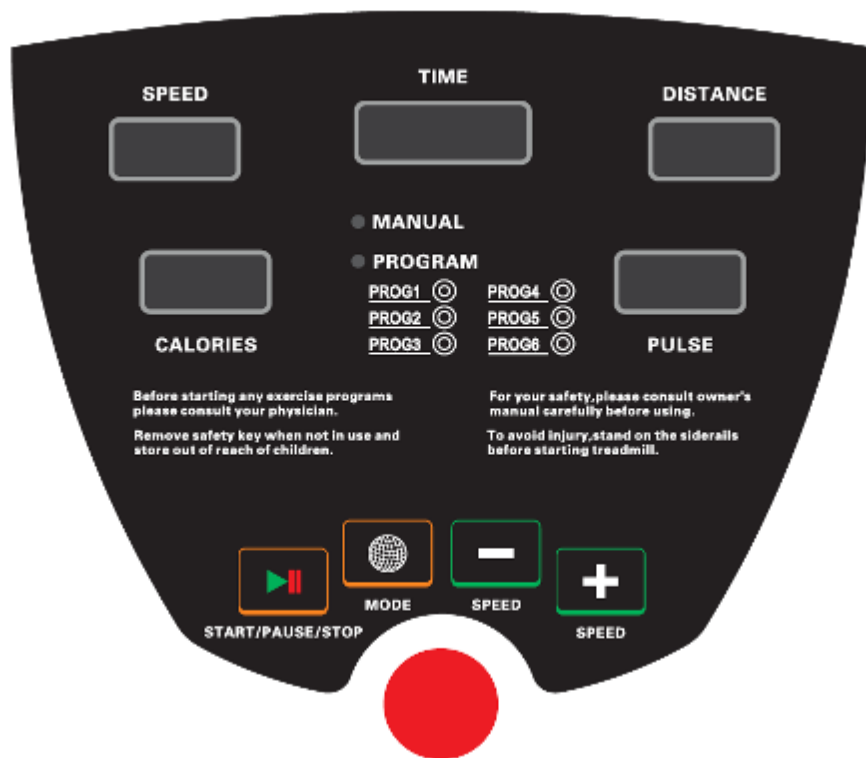 TIME
SPEED
DISTANCE
MANUAL
PROGRAM
PROG1
PROG4
PROG2
PROG5
PROG3
PROG6
CALORIES
PULSE
Before starting any exercise programs
please consult your physician.
Remove safety key when not in use and
store out of reach of children.
For your safety,please consult owner's
manual carefully before using.
To avoid injury,stand on the siderails
before starting treadmill.
START/PAUSE/STOP
MODE
SPEED
SPEED